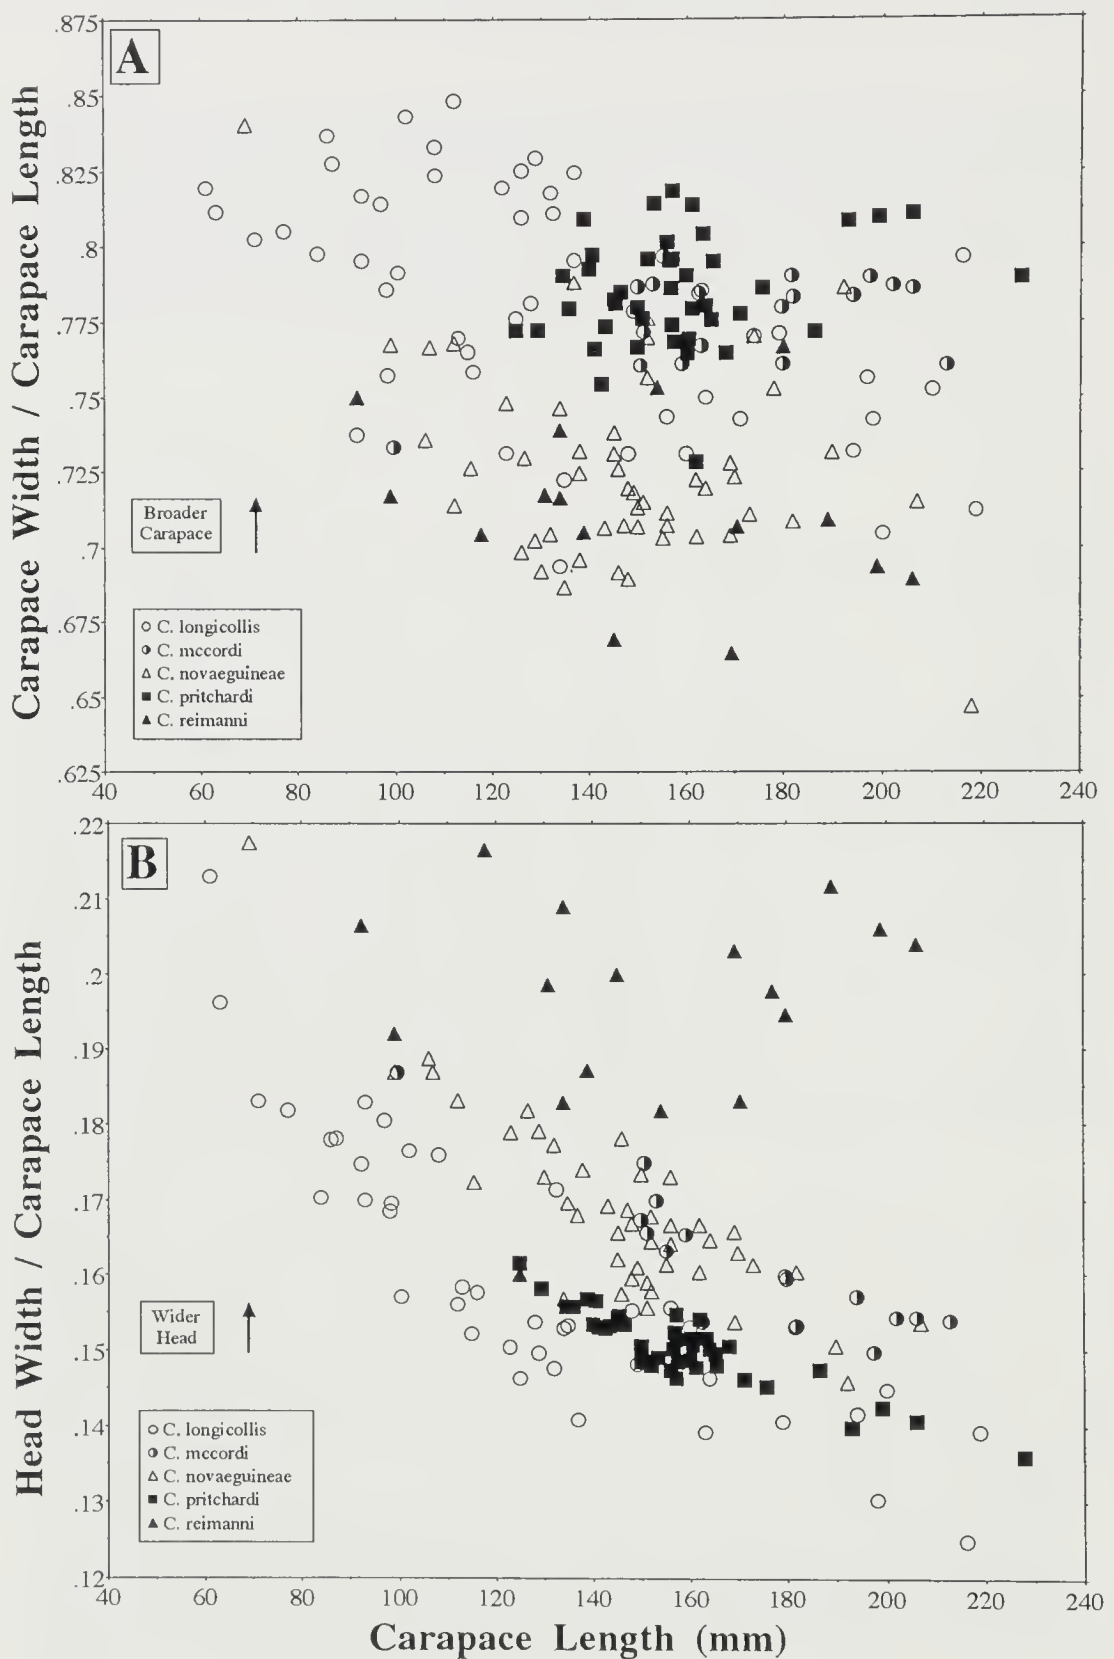 A
Carapace Width / Carapace Length
.875
.85
.825
.8
.775
.75
.725
.7
.675
.65
.625
Broader
Carapace
C. longicollis
C. mccordi
C. novaeguineae
C. pritchardi
C. reimanni
40 60 80 100 120 140 160 180 200 220 240
B
Head Width / Carapace Length
.22
.21
.2
.19
.18
.17
.16
.15
.14
.13
.12
Wider
Head
C. longicollis
C. mccordi
C. novaeguineae
C. pritchardi
C. reimanni
40 60 80 100 120 140 160 180 200 220 240
Carapace Length (mm)